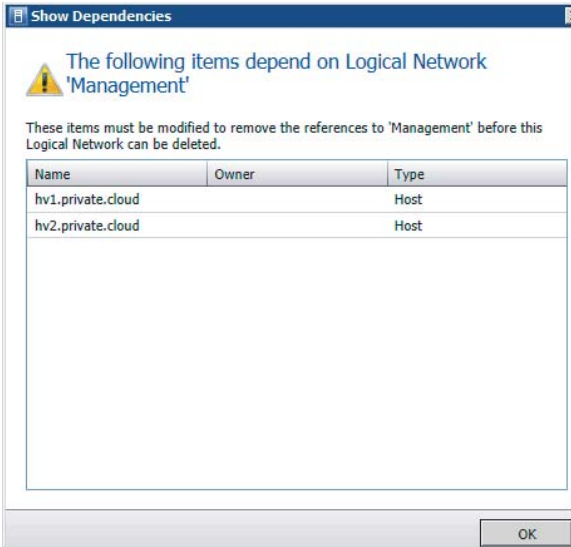 Show Dependencies
The following items depend on Logical Network
'Management'
These items must be modified to remove the references to 'Management' before this
Logical Network can be deleted.
Name Owner Type
hv1.private.cloud Host
hv2.private.cloud Host
OK